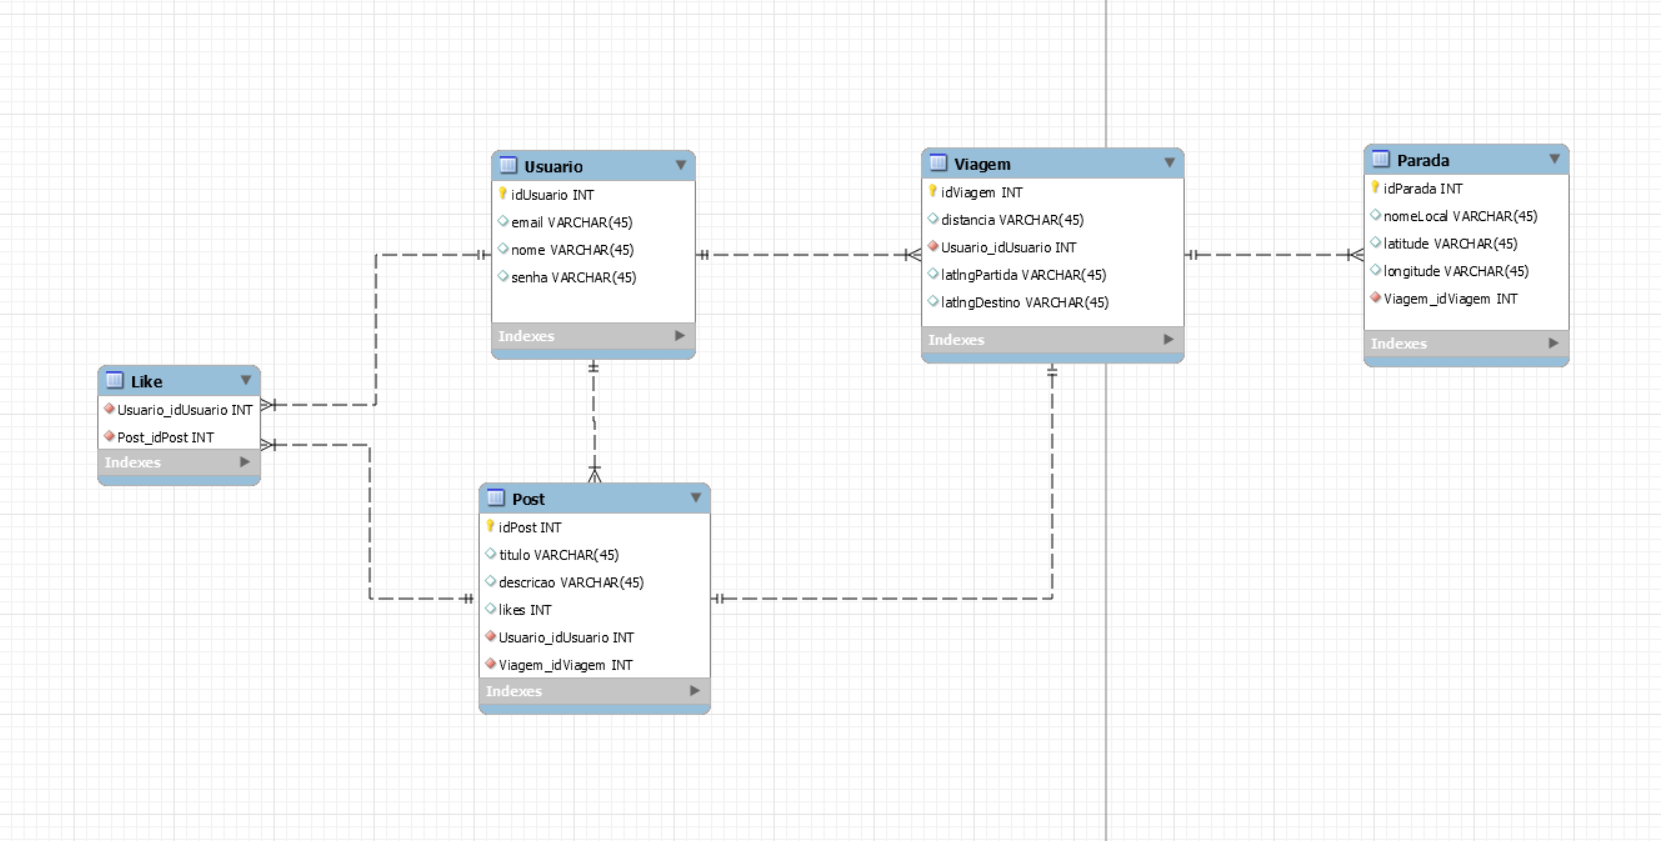 Usuario
idUsuario INT
email VARCHAR(45)
nome VARCHAR(45)
senha VARCHAR(45)
Indexes
Viagem
idViagem INT
distancia VARCHAR(45)
Usuario_idUsuario INT
latlngPartida VARCHAR(45)
latlngDestino VARCHAR(45)
Indexes
Parada
idParada INT
nomeLocal VARCHAR(45)
latitude VARCHAR(45)
longitude VARCHAR(45)
Viagem_idViagem INT
Indexes
Like
Usuario_idUsuario INT
Post_idPost INT
Indexes
Post
idPost INT
titulo VARCHAR(45)
descricao VARCHAR(45)
likes INT
Usuario_idUsuario INT
Viagem_idViagem INT
Indexes